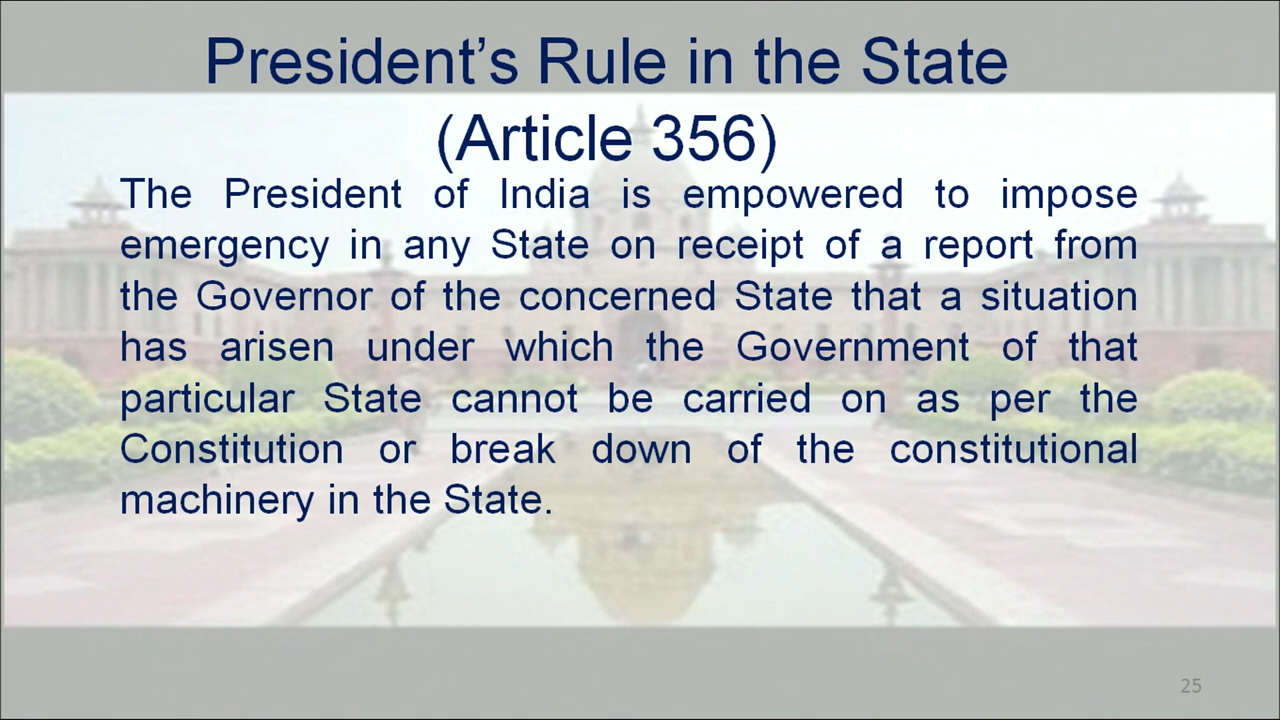 President’s Rule in the State
(Article 356)
The President of India is empowered to impose
emergency in any State on receipt of a report from
the Governor of the concerned State that a situation
has arisen under which the Government of that
particular State cannot be carried on as per the
Constitution or break down of the constitutional
machinery in the State.
25